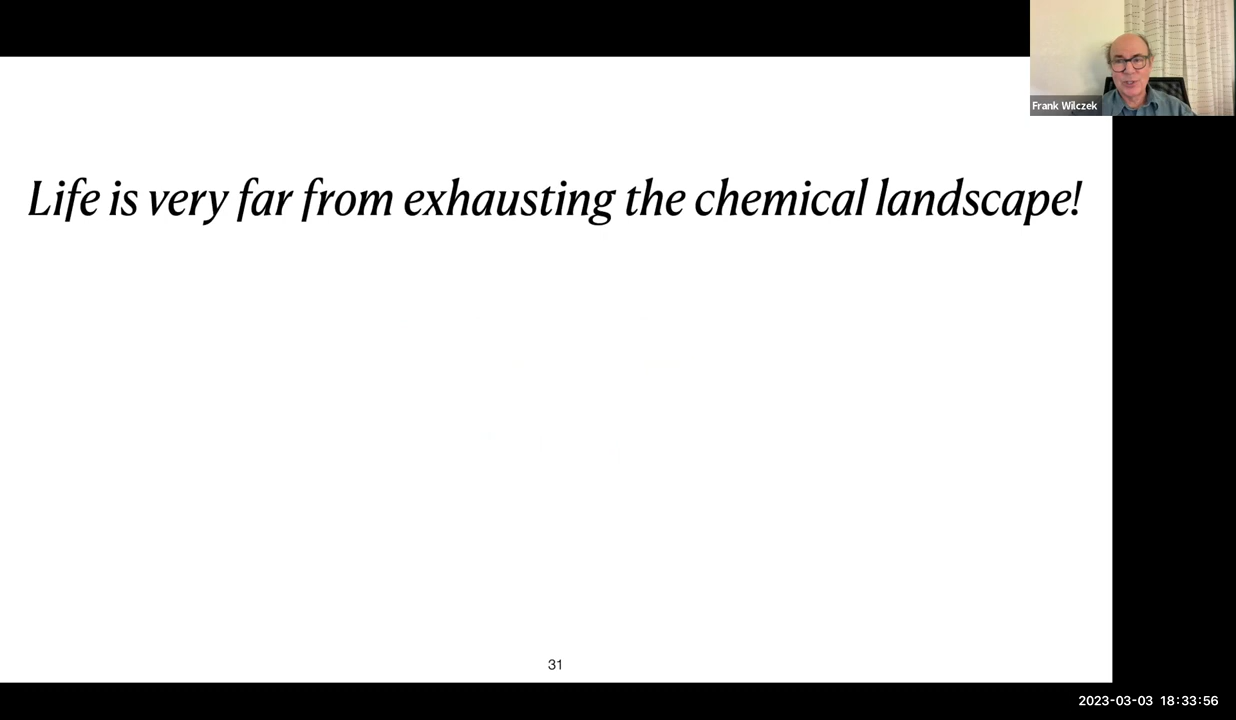 Frank Wilczek
Life is very far from exhausting the chemical landscape!
31
2023-03-03 18:33:56